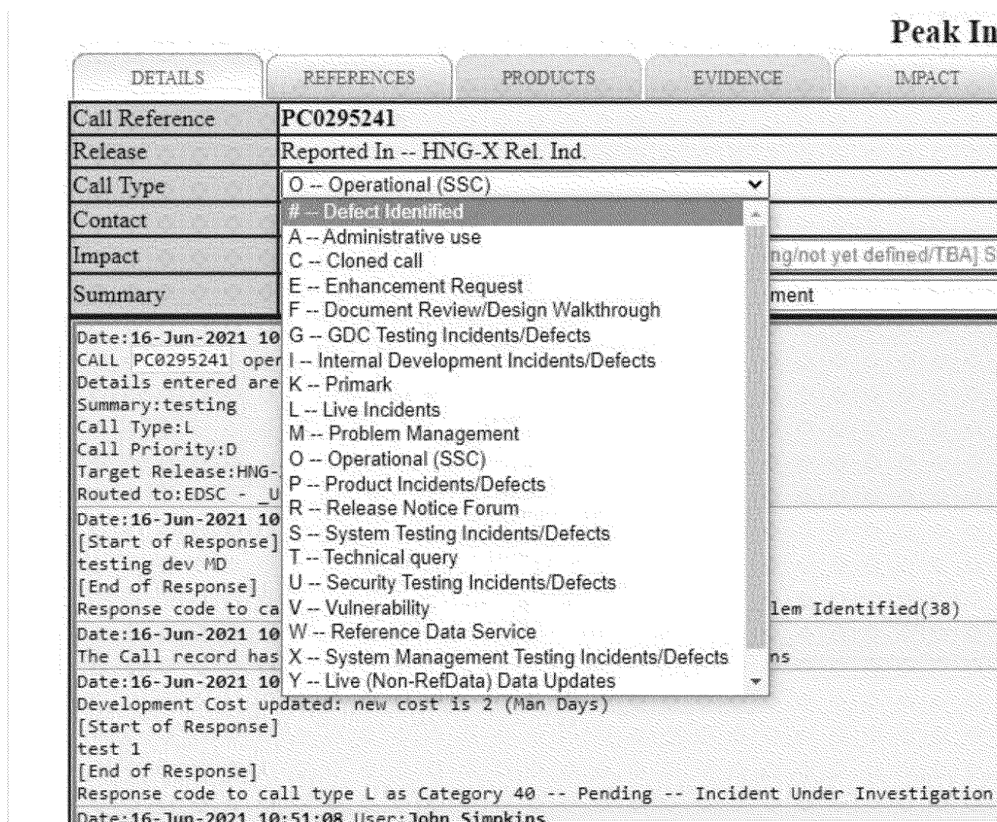 Peak In
DETAILS REFERENCES PRODUCTS EVIDENCE IMPACT
Call Reference PC0295241
Release Reported In -- HNG-X Rel. Ind.
Call Type O -- Operational (SSC)
Contact
Impact ng/not yet defined/TBA] S
Summary ment
# -- Defect Identified
A -- Administrative use
C -- Cloned call
E -- Enhancement Request
F -- Document Review/Design Walkthrough
G -- GDC Testing Incidents/Defects
I -- Internal Development Incidents/Defects
K -- Primark
L -- Live Incidents
M -- Problem Management
O -- Operational (SSC)
P -- Product Incidents/Defects
R -- Release Notice Forum
S -- System Testing Incidents/Defects
T -- Technical query
U -- Security Testing Incidents/Defects
V -- Vulnerability
W -- Reference Data Service
X -- System Management Testing Incidents/Defects
Y -- Live (Non-RefData) Data Updates
Date:16-Jun-2021 10
CALL PC0295241 oper
Details entered are
Summary:testing
Call Type:L
Call Priority:D
Target Release:HNG-
Routed to:EDSC - _U
Date:16-Jun-2021 10
[Start of Response]
testing dev MD
[End of Response]
Response code to ca lem Identified(38)
Date:16-Jun-2021 10
The Call record has ns
Date:16-Jun-2021 10
Development Cost updated: new cost is 2 (Man Days)
[Start of Response]
test 1
[End of Response]
Response code to call type L as Category 40 -- Pending -- Incident Under Investigation
Date:16-Jun-2021 10:51:08 User:John Simpkins